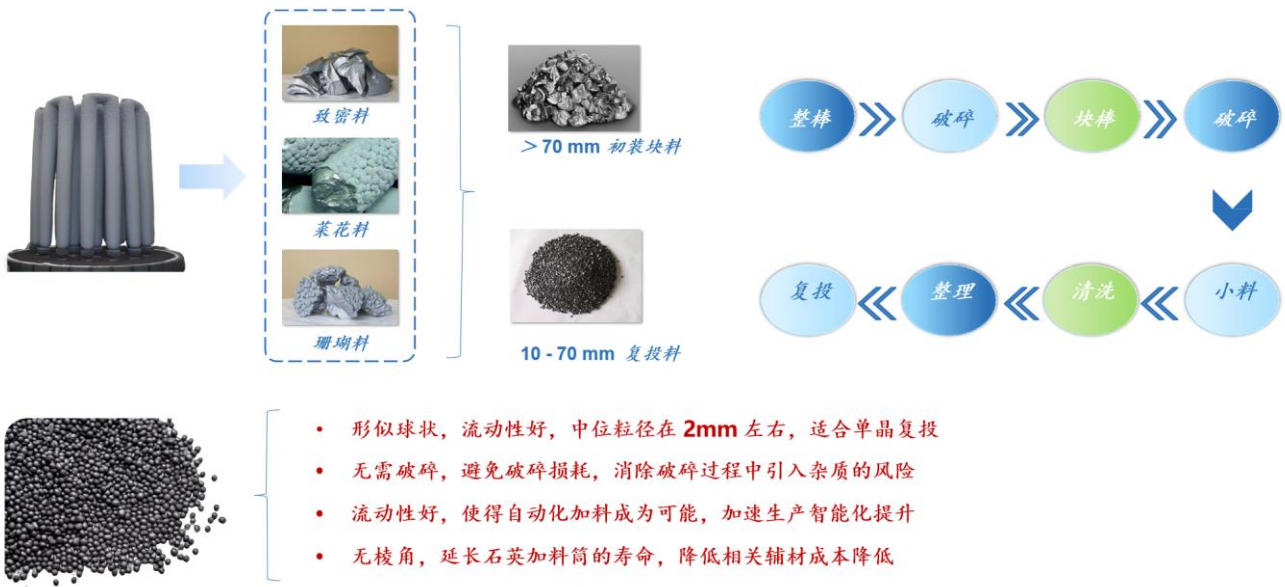 致密料
菜花料
珊瑚料
＞70 mm 初装块料
10 - 70 mm 复投料
整棒
破碎
块棒
破碎
小料
清洗
整理
复投
• 形似球状，流动性好，中位粒径在 2mm 左右，适合单晶复投
• 无需破碎，避免破碎损耗，消除破碎过程中引入杂质的风险
• 流动性好，使得自动化加料成为可能，加速生产智能化提升
• 无棱角，延长石英加料筒的寿命，降低相关辅材成本降低